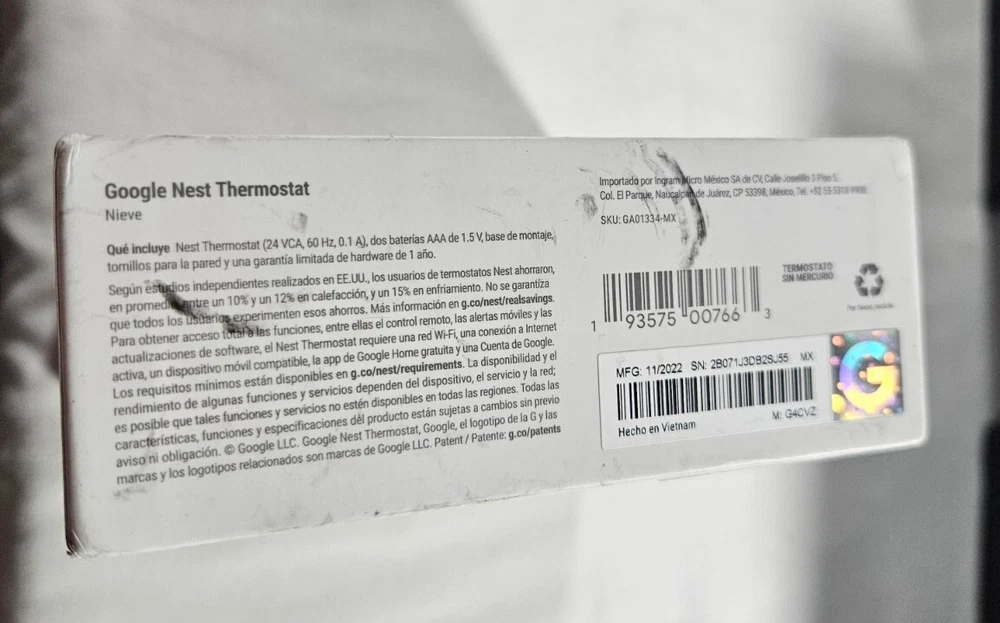 Google Nest Thermostat
Nieve
Qué incluye Nest Thermostat (24 VCA, 60 Hz, 0.1 A), dos baterías AAA de 1.5 V, base de montaje,
tornillos para la pared y una garantía limitada de hardware de 1 año.
Según estudios independientes realizados en EE.UU., los usuarios de termostatos Nest ahorraron,
en promedio entre un 10% y un 12% en calefacción, y un 15% en enfriamiento. No se garantiza
que todos los usuarios experimenten esos ahorros. Más información en g.co/nest/realsavings.
Para obtener acceso total a las funciones, entre ellas el control remoto, las alertas móviles y las
actualizaciones de software, el Nest Thermostat requiere una red Wi-Fi, una conexión a Internet
activa, un dispositivo móvil compatible, la app de Google Home gratuita y una Cuenta de Google.
Los requisitos mínimos están disponibles en g.co/nest/requirements. La disponibilidad y el
rendimiento de algunas funciones y servicios dependen del dispositivo, el servicio y la red;
es posible que tales funciones y servicios no estén disponibles en todas las regiones. Todas las
características, funciones y especificaciones del producto están sujetas a cambios sin previo
aviso ni obligación. © Google LLC. Google Nest Thermostat, Google, el logotipo de la G y las
marcas y los logotipos relacionados son marcas de Google LLC. Patent / Patente: g.co/patents
Importado por Ingram Micro México SA de CV, Calle Joselillo 3 Piso 5,
Col. El Parque, Naucalpan de Juárez, CP 53398, México, Tel.
SKU: GA01334-MX
1 93575 00766 3
TERMOSTATO
SIN MERCURIO
MFG: 11/2022 SN: 2B071J3DB2SJ55 MX
M: G4CVZ
Hecho en Vietnam
G